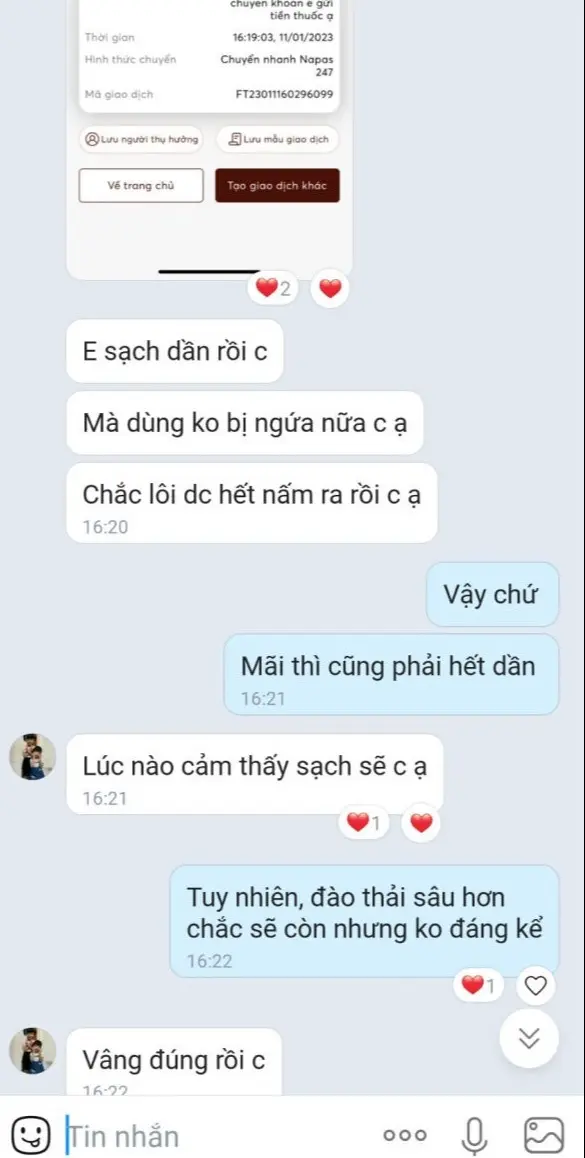 chuyển khoản e gửi
tiền thuốc ạ
Thời gian 16:19:03, 11/01/2023
Hình thức chuyển Chuyển nhanh Napas
247
Mã giao dịch FT23011160296099
Lưu người thụ hưởng Lưu mẫu giao dịch
Về trang chủ Tạo giao dịch khác
2
E sạch dần rồi c
Mà dùng ko bị ngứa nữa c ạ
Chắc lôi dc hết nấm ra rồi c ạ
16:20
Vậy chứ
Mãi thì cũng phải hết dần
16:21
Lúc nào cảm thấy sạch sẽ c ạ
16:21
1
Tuy nhiên, đào thải sâu hơn
chắc sẽ còn nhưng ko đáng kể
16:22
1
Vâng đúng rồi c
16:22
Tin nhắn